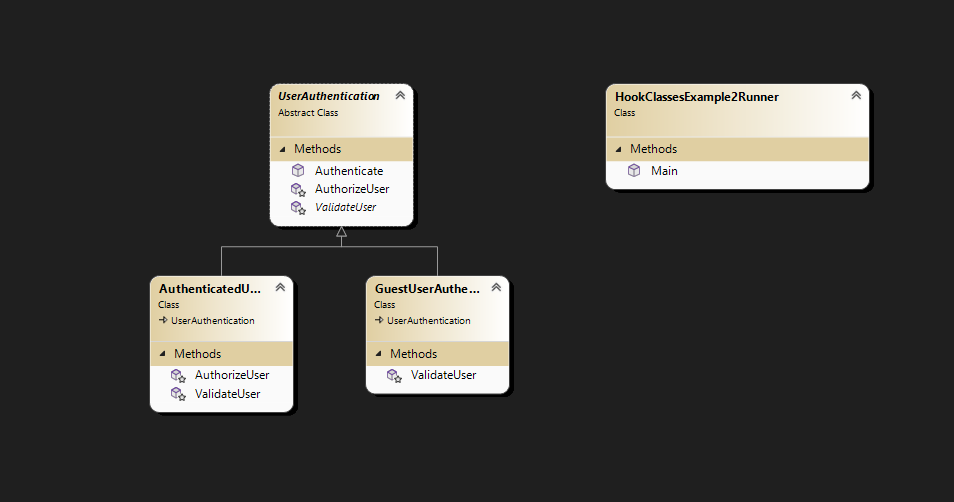 UserAuthentication
Abstract Class
Methods
Authenticate
AuthorizeUser
ValidateUser
HookClassesExample2Runner
Class
Methods
Main
AuthenticatedU...
Class
UserAuthentication
Methods
AuthorizeUser
ValidateUser
GuestUserAuthe...
Class
UserAuthentication
Methods
ValidateUser